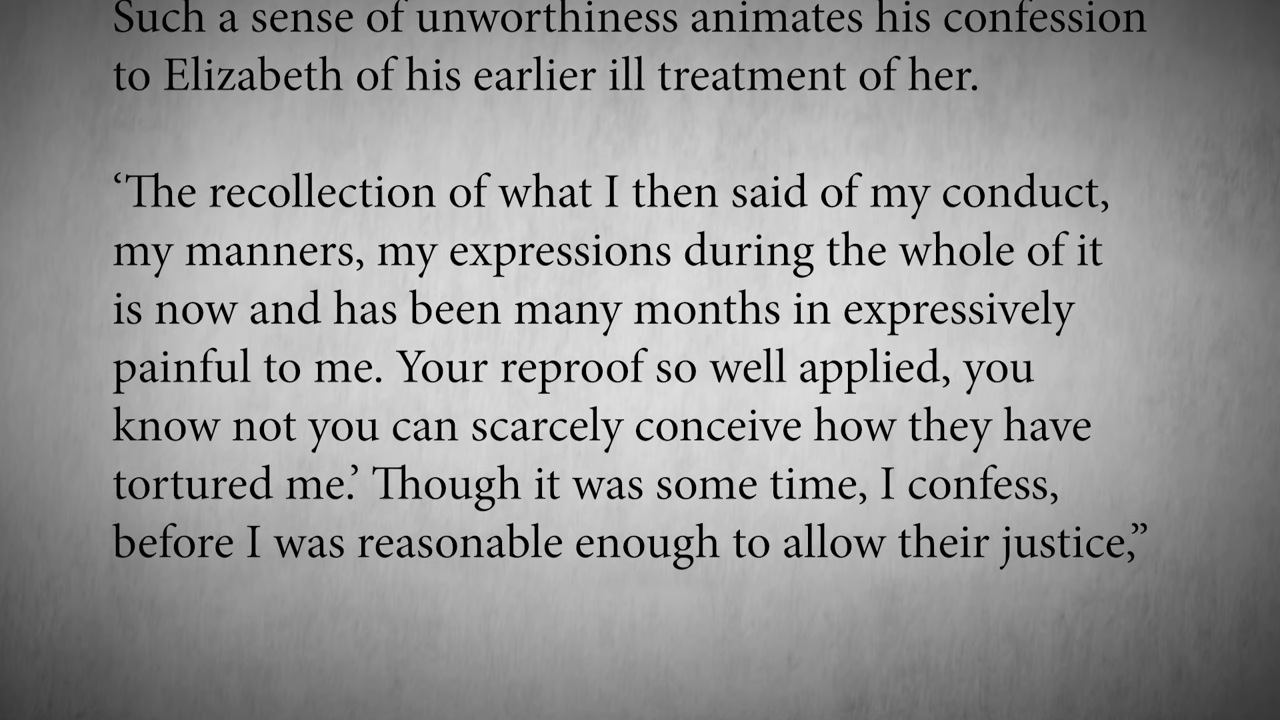 Such a sense of unworthiness animates his confession
to Elizabeth of his earlier ill treatment of her.
‘The recollection of what I then said of my conduct,
my manners, my expressions during the whole of it
is now and has been many months in expressively
painful to me. Your reproof so well applied, you
know not you can scarcely conceive how they have
tortured me.’ Though it was some time, I confess,
before I was reasonable enough to allow their justice,”